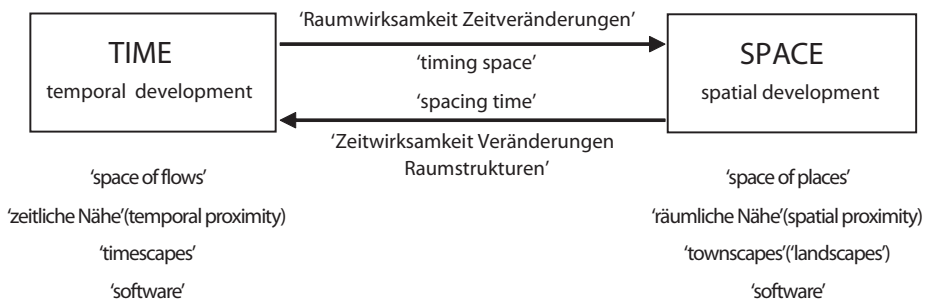 'Raumwirksamkeit Zeitveränderungen'
TIME
temporal development
'timing space'
'spacing time'
'Zeitwirksamkeit Veränderungen
Raumstrukturen'
SPACE
spatial development
'space of flows'
'zeitliche Nähe'(temporal proximity)
'timescapes'
'software'
'space of places'
'räumliche Nähe'(spatial proximity)
'townscapes'('landscapes')
'software'